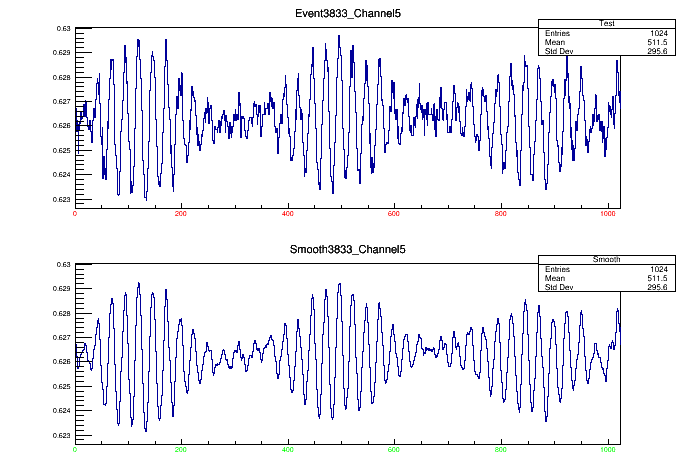 Event3833_Channel5
Test
Entries 1024
Mean 511.5
Std Dev 295.6
0.63
0.629
0.628
0.627
0.626
0.625
0.624
0.623
0 200 400 600 800 1000
Smooth3833_Channel5
Smooth
Entries 1024
Mean 511.5
Std Dev 295.6
0.63
0.629
0.628
0.627
0.626
0.625
0.624
0.623
0 200 400 600 800 1000